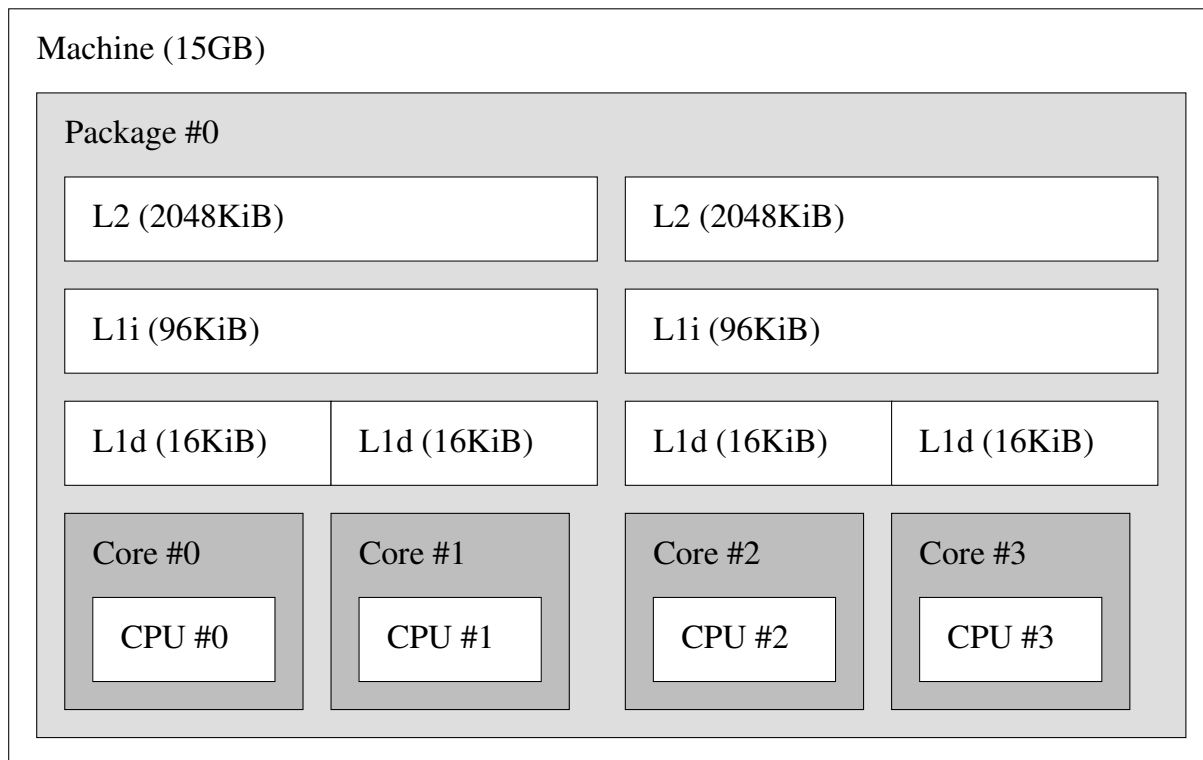 Machine (15GB)
Package #0
L2 (2048KiB) L2 (2048KiB)
L1i (96KiB) L1i (96KiB)
L1d (16KiB) L1d (16KiB) L1d (16KiB) L1d (16KiB)
Core #0 Core #1 Core #2 Core #3
CPU #0 CPU #1 CPU #2 CPU #3